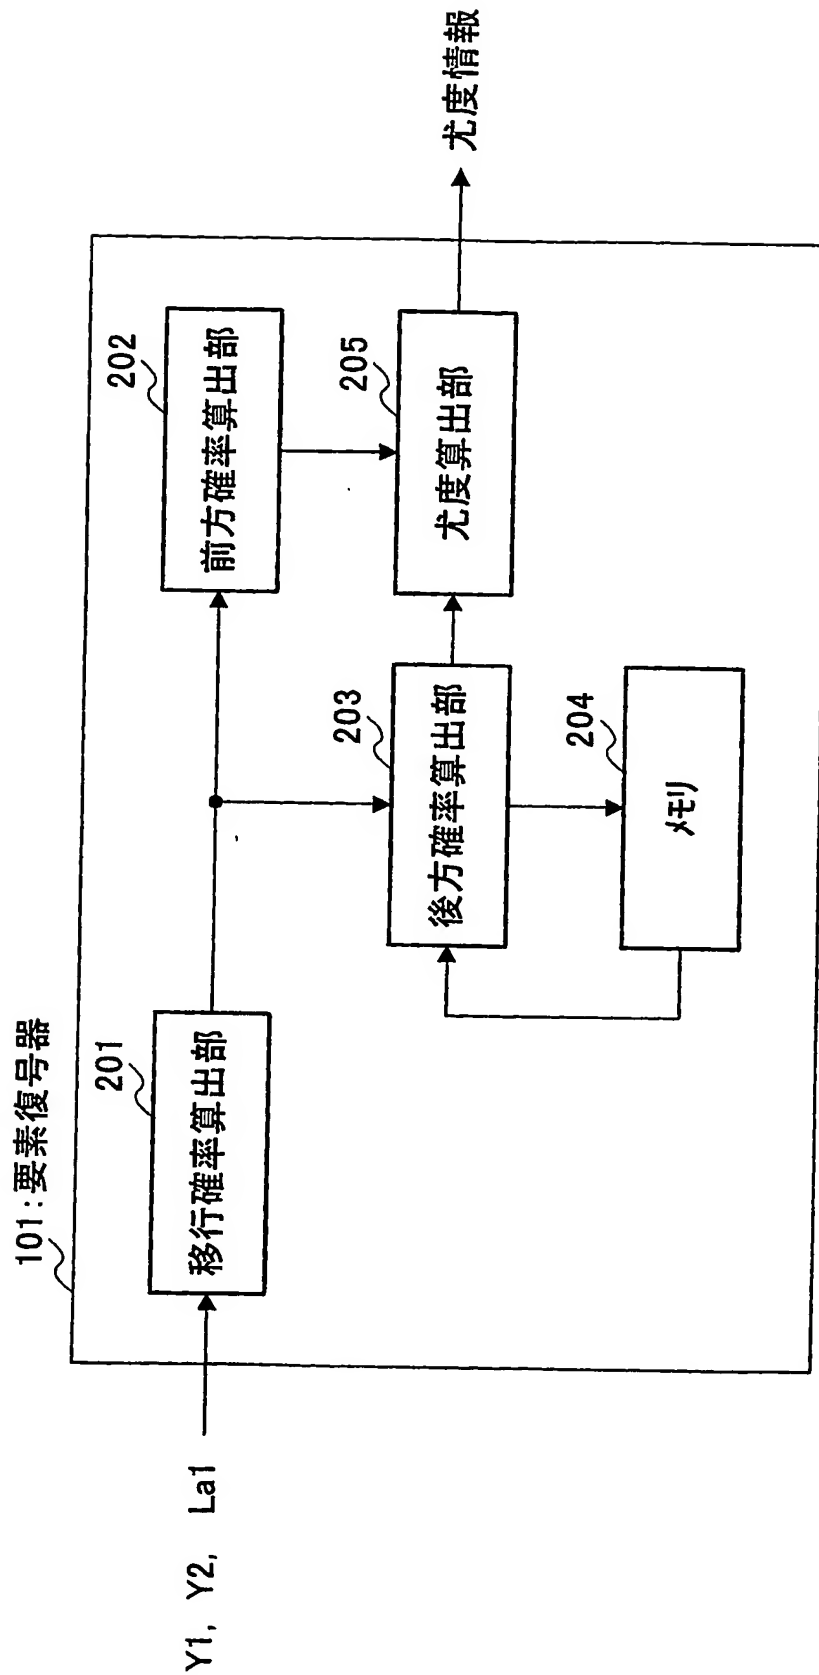 101:要素復号器
Y1, Y2, La1
201
移行確率算出部
202
前方確率算出部
203
後方確率算出部
204
メモリ
205
尤度算出部
尤度情報